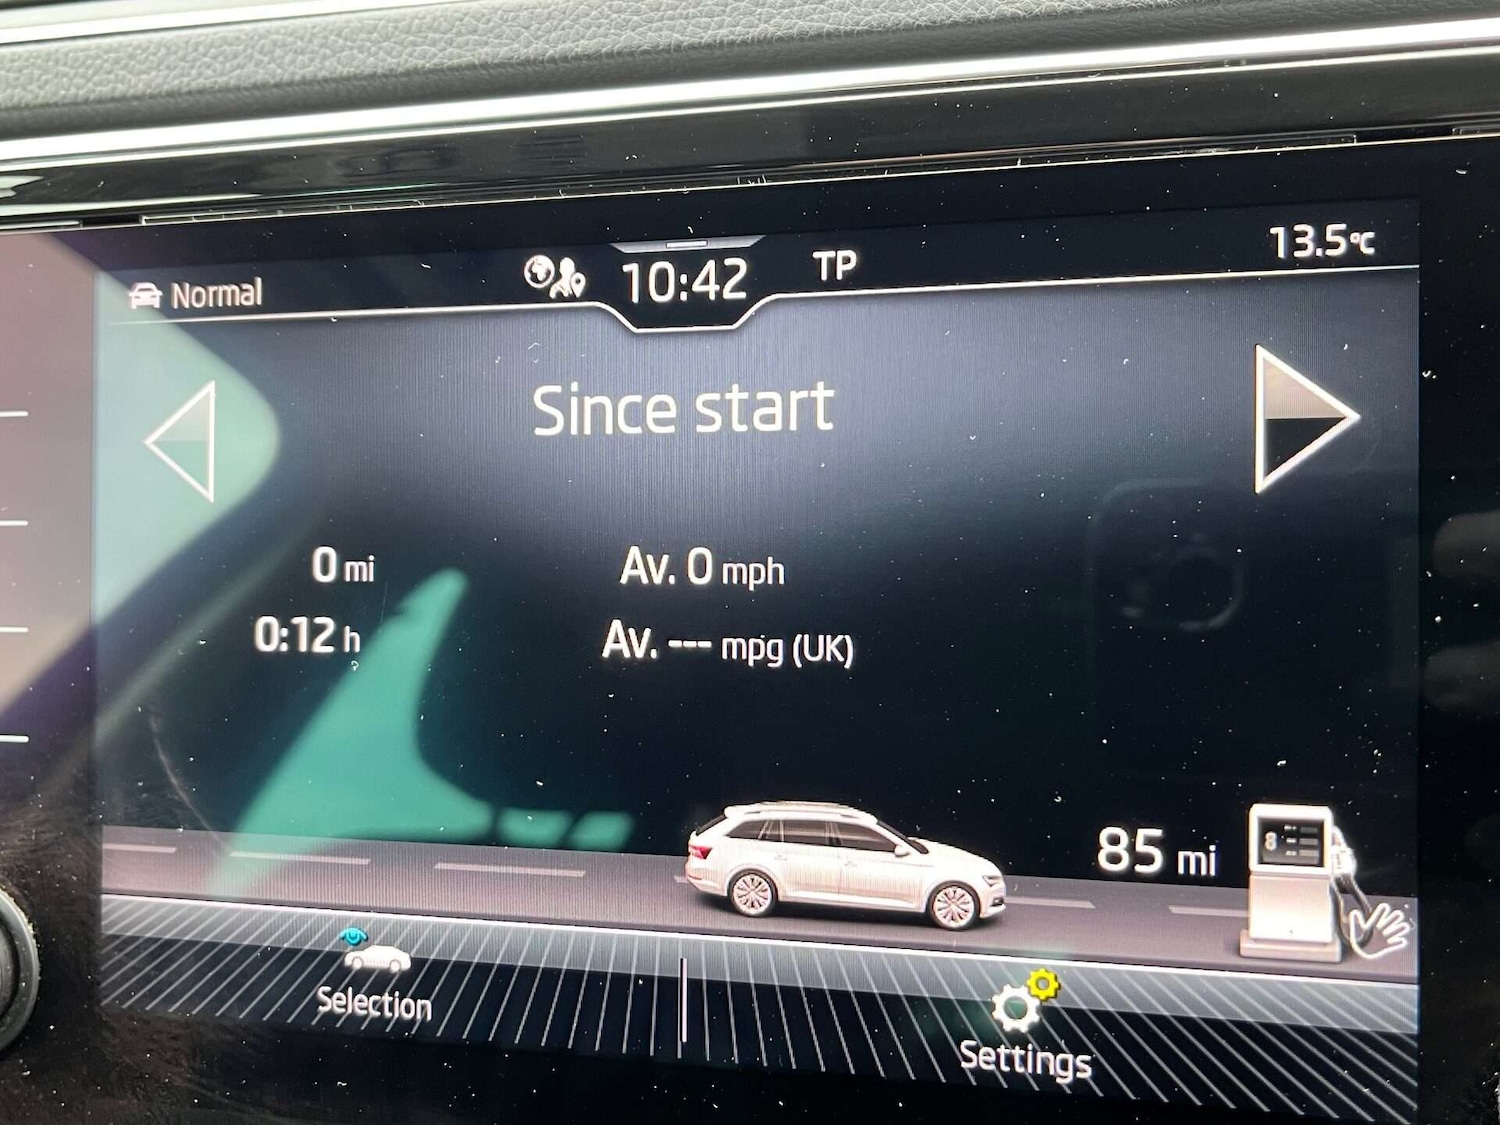 Normal
10:42
TP
13.5°C
Since start
0 mi
Av. 0 mph
0:12 h
Av. --- mpg (UK)
85 mi
8
Selection
Settings